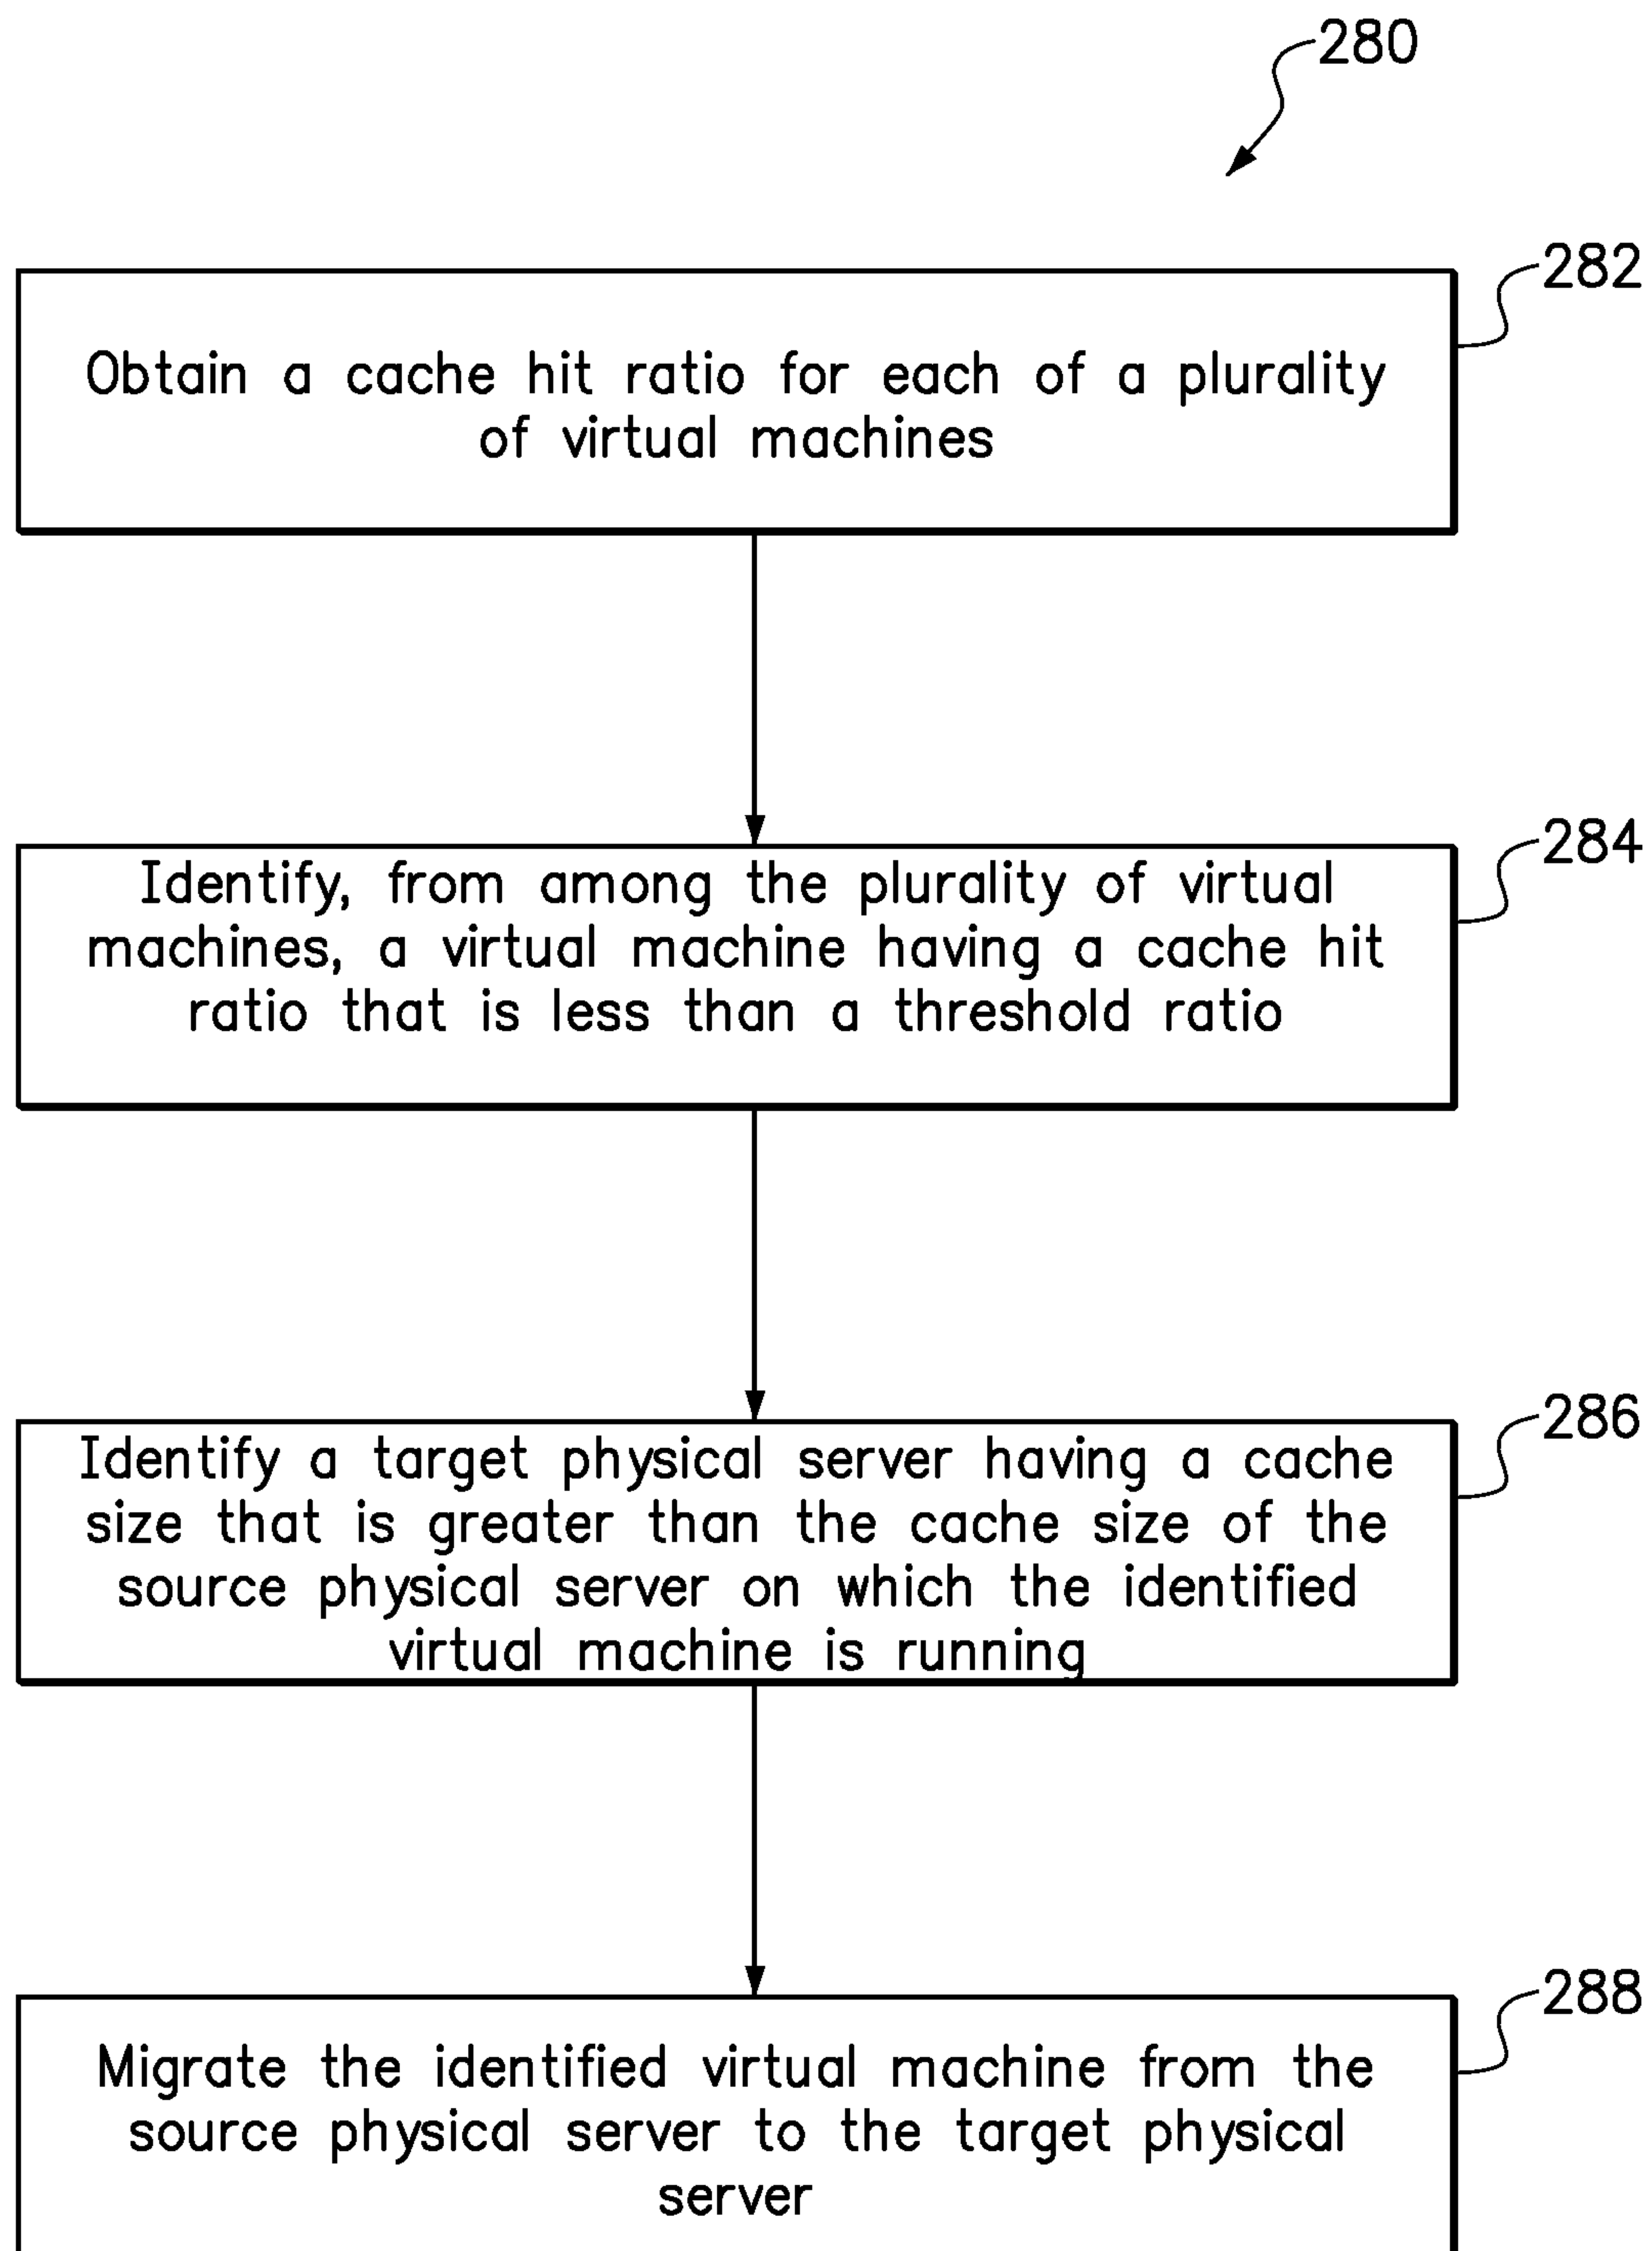 280
282
Obtain a cache hit ratio for each of a plurality
of virtual machines
284
Identify, from among the plurality of virtual
machines, a virtual machine having a cache hit
ratio that is less than a threshold ratio
286
Identify a target physical server having a cache
size that is greater than the cache size of the
source physical server on which the identified
virtual machine is running
288
Migrate the identified virtual machine from the
source physical server to the target physical
server